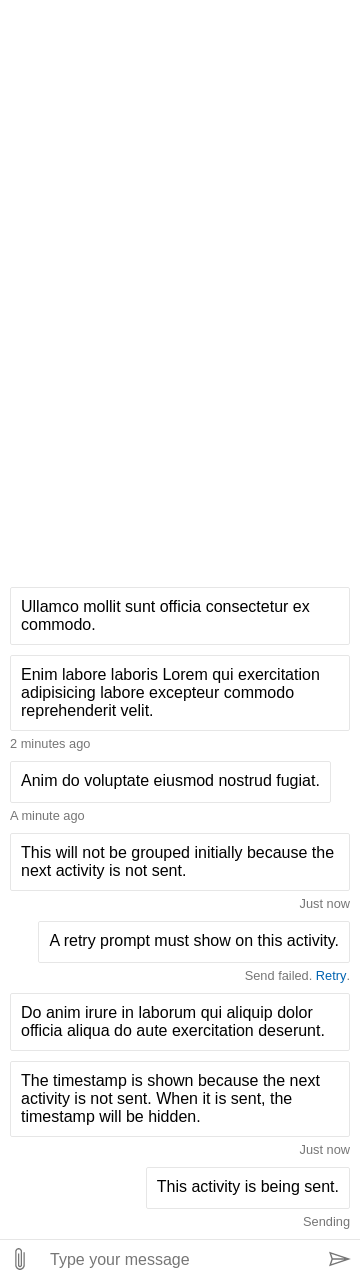 Ullamco mollit sunt officia consectetur ex
commodo.
Enim labore laboris Lorem qui exercitation
adipisicing labore excepteur commodo
reprehenderit velit.
2 minutes ago
Anim do voluptate eiusmod nostrud fugiat.
A minute ago
This will not be grouped initially because the
next activity is not sent.
Just now
A retry prompt must show on this activity.
Send failed. Retry.
Do anim irure in laborum qui aliquip dolor
officia aliqua do aute exercitation deserunt.
The timestamp is shown because the next
activity is not sent. When it is sent, the
timestamp will be hidden.
Just now
This activity is being sent.
Sending
Type your message